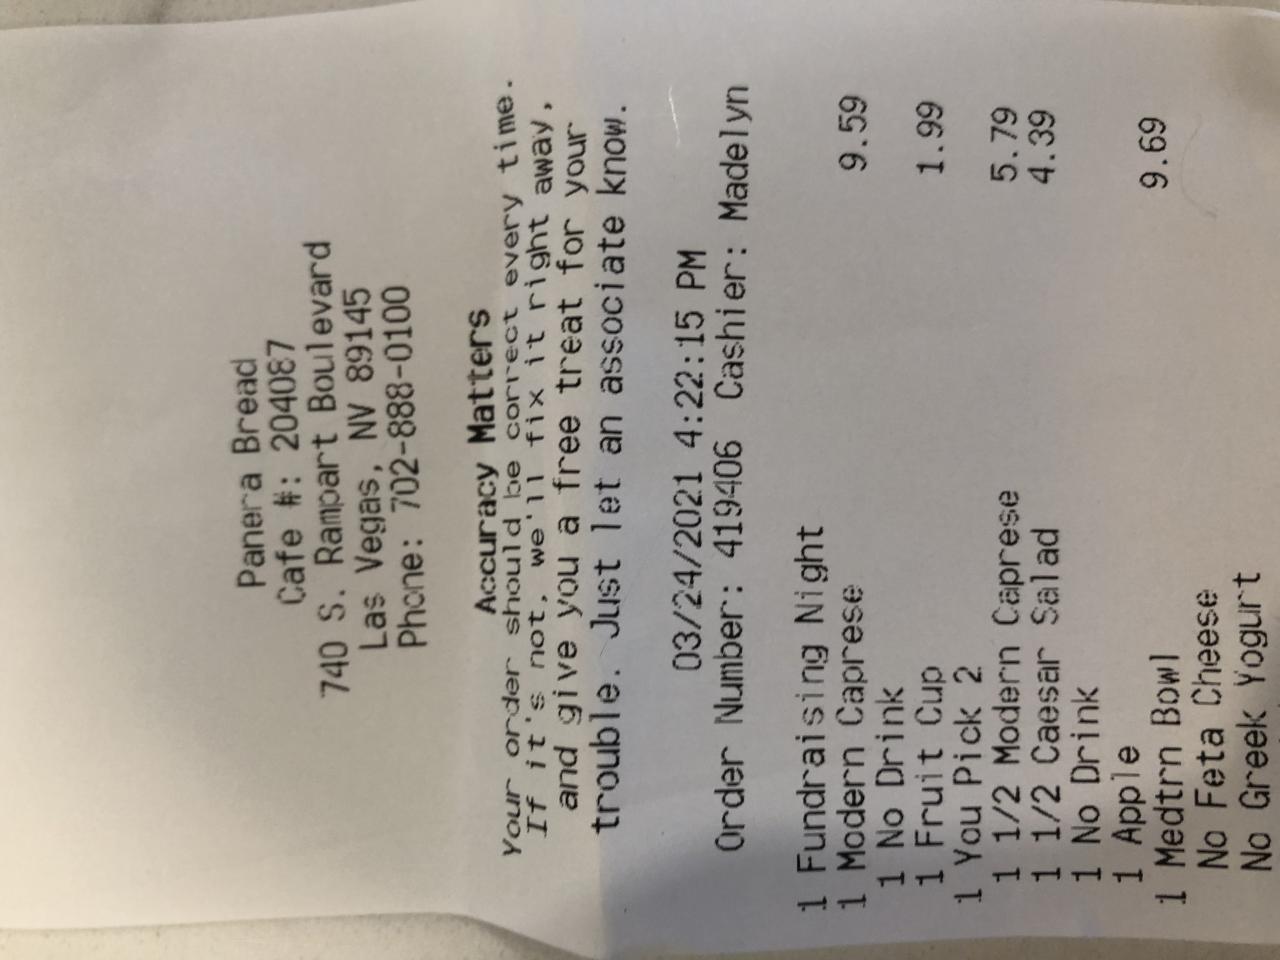 Panera Bread
Cafe #: 204087
740 S. Rampart Boulevard
Las Vegas, NV 89145
Phone: 702-888-0100
Accuracy Matters
Your order should be correct every time.
If it's not, we'll fix it right away,
and give you a free treat for your
trouble. Just let an associate know.
03/24/2021 4:22:15 PM
Order Number: 419406 Cashier: Madelyn
1 Fundraising Night
1 Modern Caprese 9.59
1 No Drink
1 Fruit Cup 1.99
1 You Pick 2
1 1/2 Modern Caprese 5.79
1 1/2 Caesar Salad 4.39
1 No Drink
1 Apple
1 Medtrn Bowl 9.69
No Feta Cheese
No Greek Yogurt